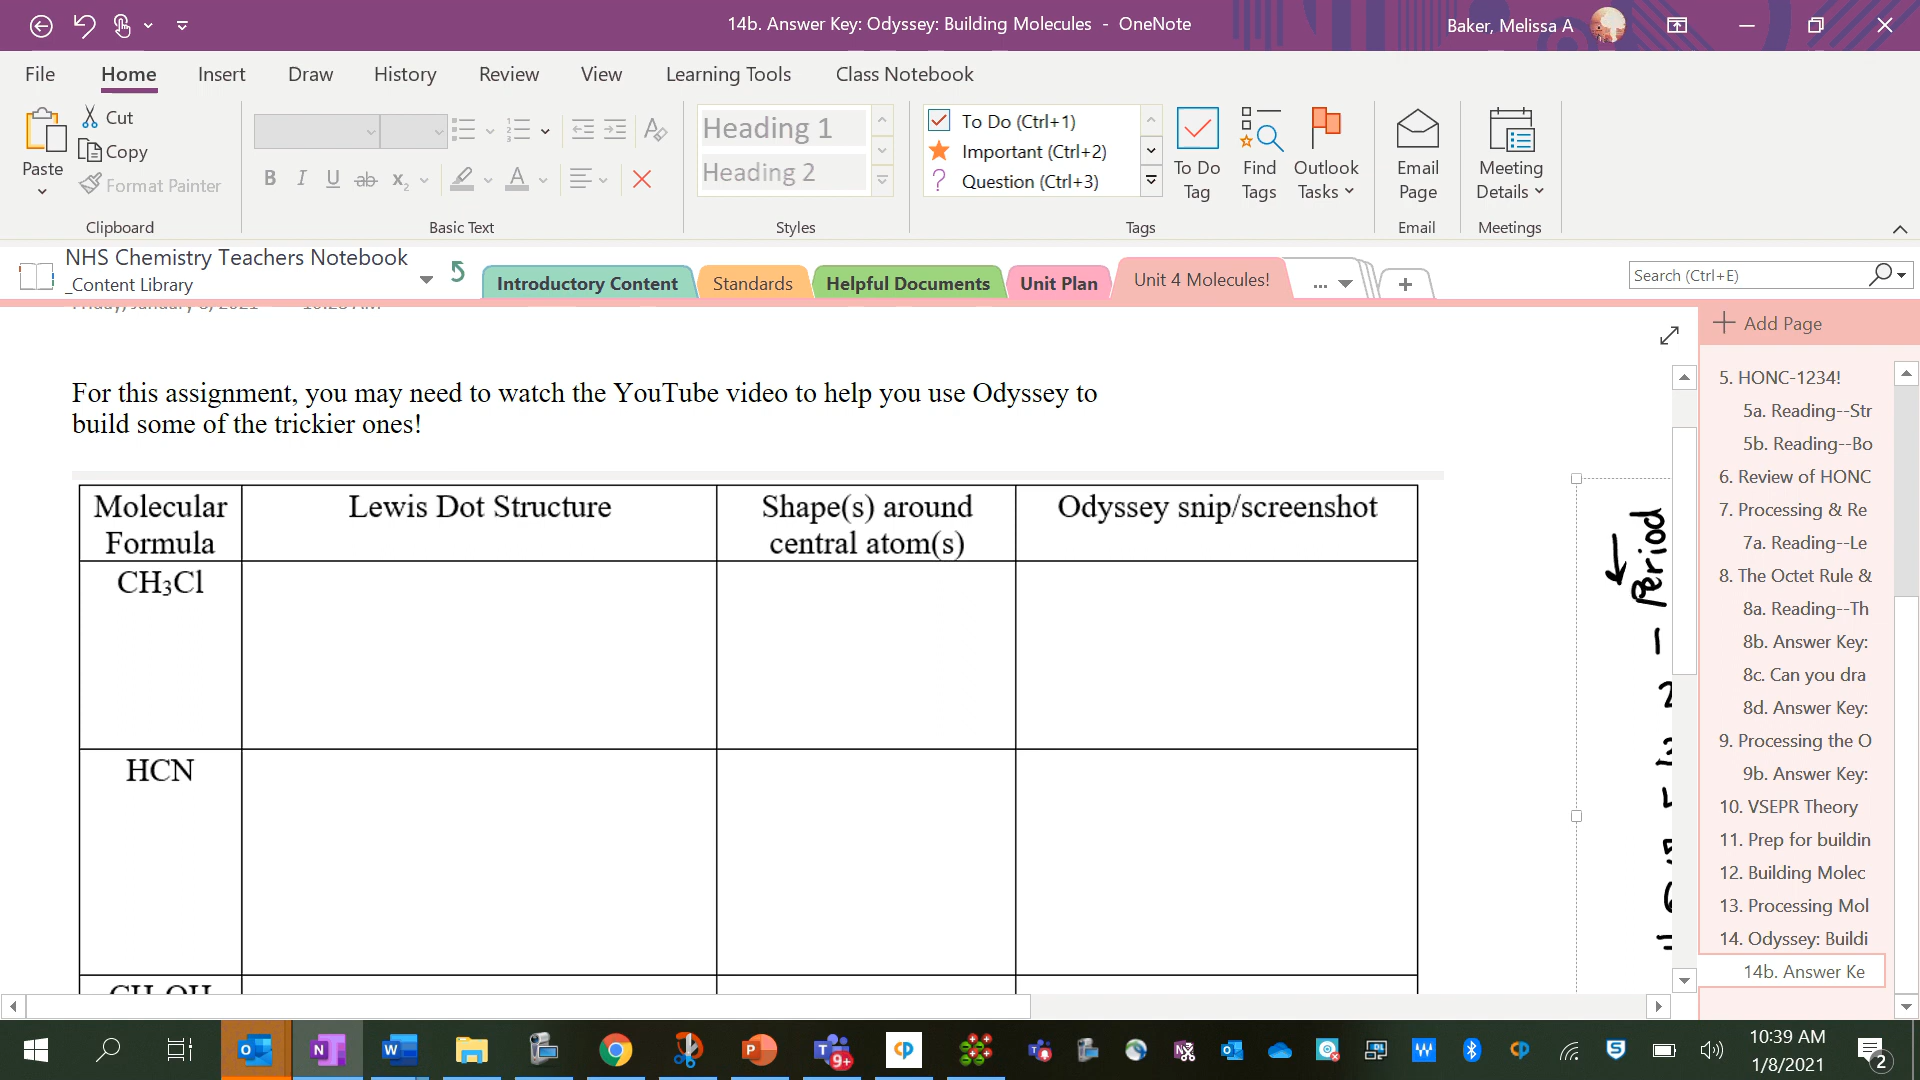 14b. Answer Key: Odyssey: Building Molecules - OneNote
Baker, Melissa A
File Home Insert Draw History Review View Learning Tools Class Notebook
Paste
Cut
Copy
Format Painter
Clipboard
B I U ab x₂ A
Basic Text
Heading 1
Heading 2
Styles
To Do (Ctrl+1)
Important (Ctrl+2)
Question (Ctrl+3)
To Do Tag
Find Tags
Outlook Tasks
Tags
Email Page
Email
Meeting Details
Meetings
NHS Chemistry Teachers Notebook
_Content Library
Introductory Content Standards Helpful Documents Unit Plan Unit 4 Molecules! ...
Search (Ctrl+E)
For this assignment, you may need to watch the YouTube video to help you use Odyssey to
build some of the trickier ones!
Molecular Formula
Lewis Dot Structure
Shape(s) around central atom(s)
Odyssey snip/screenshot
CH₃Cl
HCN
Period
1
2
3
Add Page
5. HONC-1234!
5a. Reading--Str
5b. Reading--Bo
6. Review of HONC
7. Processing & Re
7a. Reading--Le
8. The Octet Rule &
8a. Reading--Th
8b. Answer Key:
8c. Can you dra
8d. Answer Key:
9. Processing the O
9b. Answer Key:
10. VSEPR Theory
11. Prep for buildin
12. Building Molec
13. Processing Mol
14. Odyssey: Buildi
14b. Answer Ke
9+
10:39 AM
1/8/2021
2